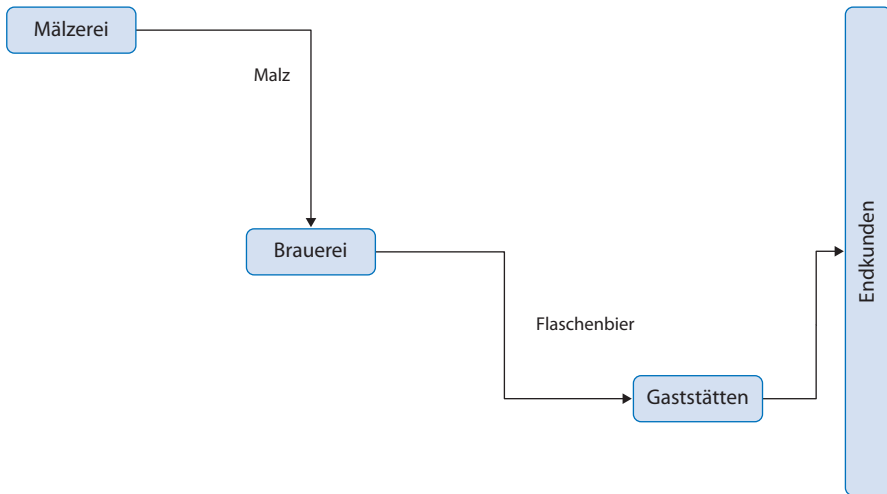 Mälzerei
Malz
Brauerei
Flaschenbier
Gaststätten
Endkunden